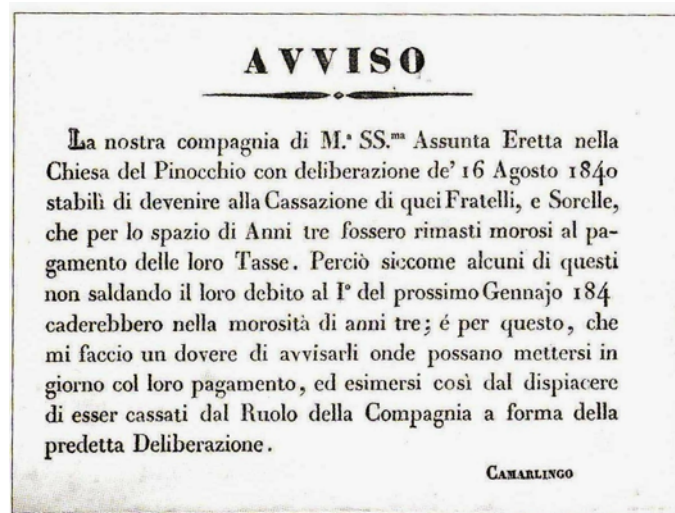 AVVISO
La nostra compagnia di M.ª SS.ma Assunta Eretta nella
Chiesa del Pinocchio con deliberazione de' 16 Agosto 1840
stabilì di devenire alla Cassazione di quei Fratelli, e Sorelle,
che per lo spazio di Anni tre fossero rimasti morosi al pa-
gamento delle loro Tasse. Perciò siccome alcuni di questi
non saldando il loro debito al I° del prossimo Gennajo 184
caderebbero nella morosità di anni tre; é per questo, che
mi faccio un dovere di avvisarli onde possano mettersi in
giorno col loro pagamento, ed esimersi così dal dispiacere
di esser cassati dal Ruolo della Compagnia a forma della
predetta Deliberazione.
CAMARLINGO